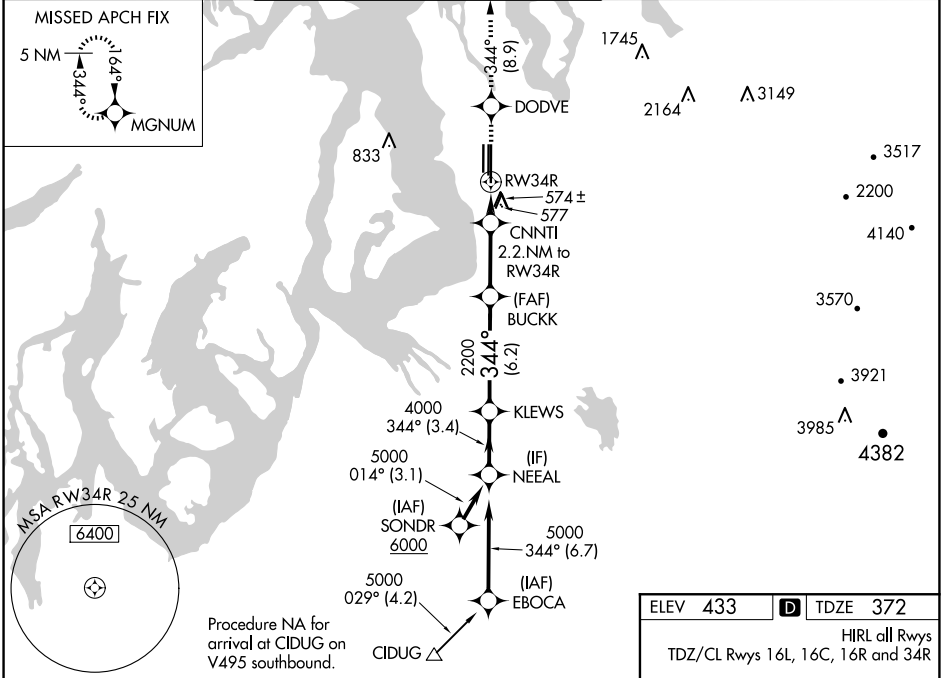 MISSED APCH FIX
5 NM
344°
164°
MGNUM
344°
(8.9)
DODVE
1745
2164
3149
833
3517
RW34R
574 ±
577
2200
CNNTI
2.2.NM to
RW34R
4140
(FAF)
BUCKK
3570
2200
344°
(6.2)
3921
4000
344° (3.4)
KLEWS
3985
4382
5000
014° (3.1)
(IF)
NEEAL
MSA RW34R 25 NM
6400
(IAF)
SONDR
6000
5000
344° (6.7)
5000
029° (4.2)
(IAF)
EBOCA
Procedure NA for
arrival at CIDUG on
V495 southbound.
CIDUG
ELEV 433 D TDZE 372
HIRL all Rwys
TDZ/CL Rwys 16L, 16C, 16R and 34R